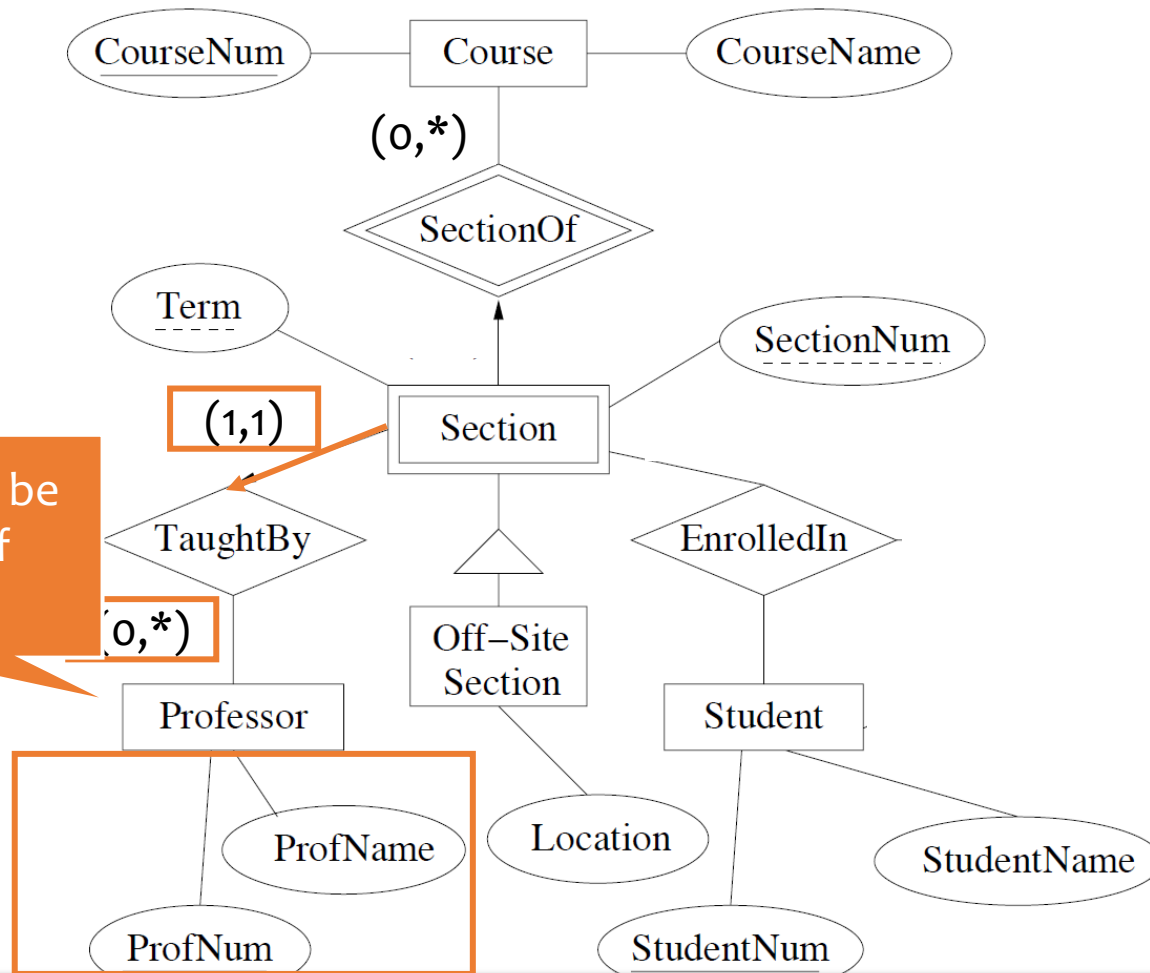 CourseNum
Course
CourseName
(0,*)
SectionOf
Term
SectionNum
(1,1)
Section
be
f
TaughtBy
EnrolledIn
(0,*)
Off–Site
Section
Professor
Student
ProfName
Location
StudentName
ProfNum
StudentNum